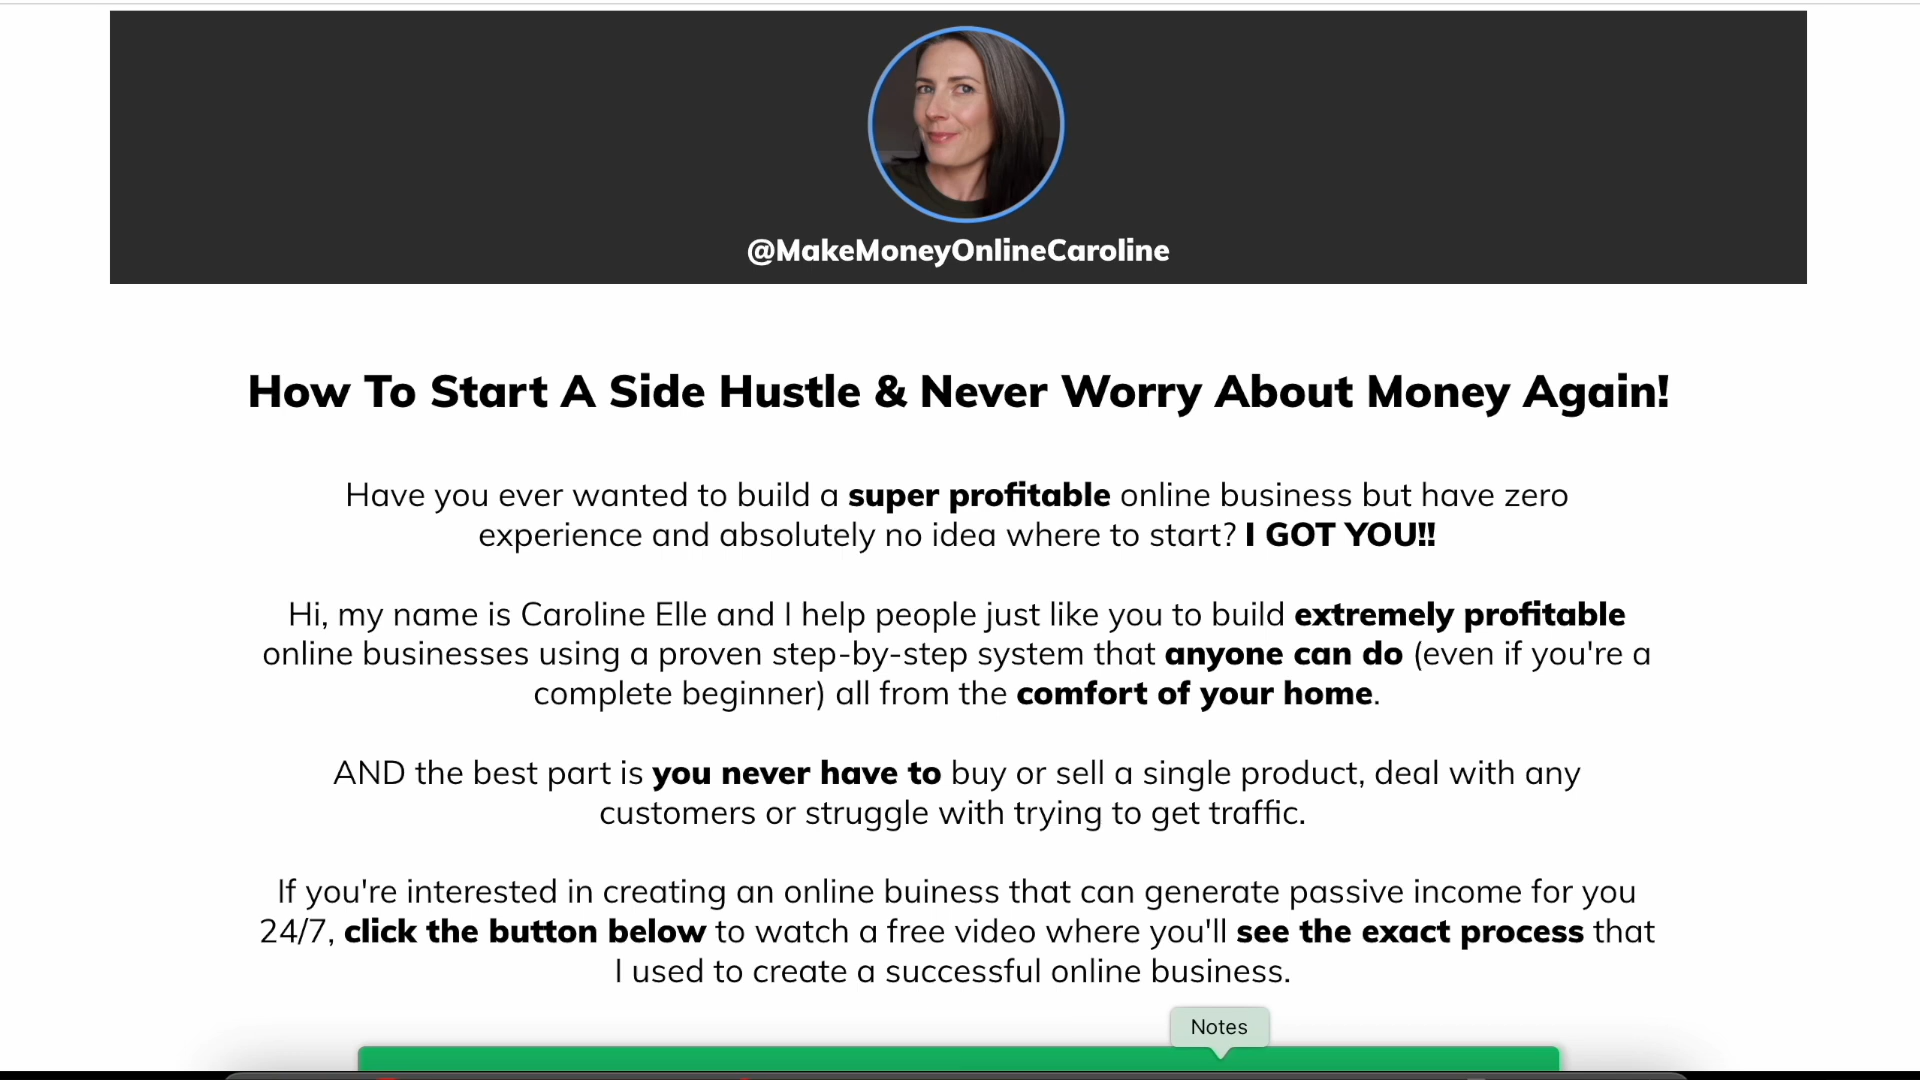 @MakeMoneyOnlineCaroline
How To Start A Side Hustle & Never Worry About Money Again!
Have you ever wanted to build a super profitable online business but have zero
experience and absolutely no idea where to start? I GOT YOU!!
Hi, my name is Caroline Elle and I help people just like you to build extremely profitable
online businesses using a proven step-by-step system that anyone can do (even if you're a
complete beginner) all from the comfort of your home.
AND the best part is you never have to buy or sell a single product, deal with any
customers or struggle with trying to get traffic.
If you're interested in creating an online buiness that can generate passive income for you
24/7, click the button below to watch a free video where you'll see the exact process that
I used to create a successful online business.
Notes